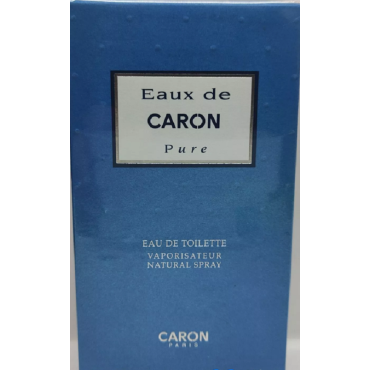 Eaux de
CARON
Pure
EAU DE TOILETTE
VAPORISATEUR
NATURAL SPRAY
CARON
PARIS